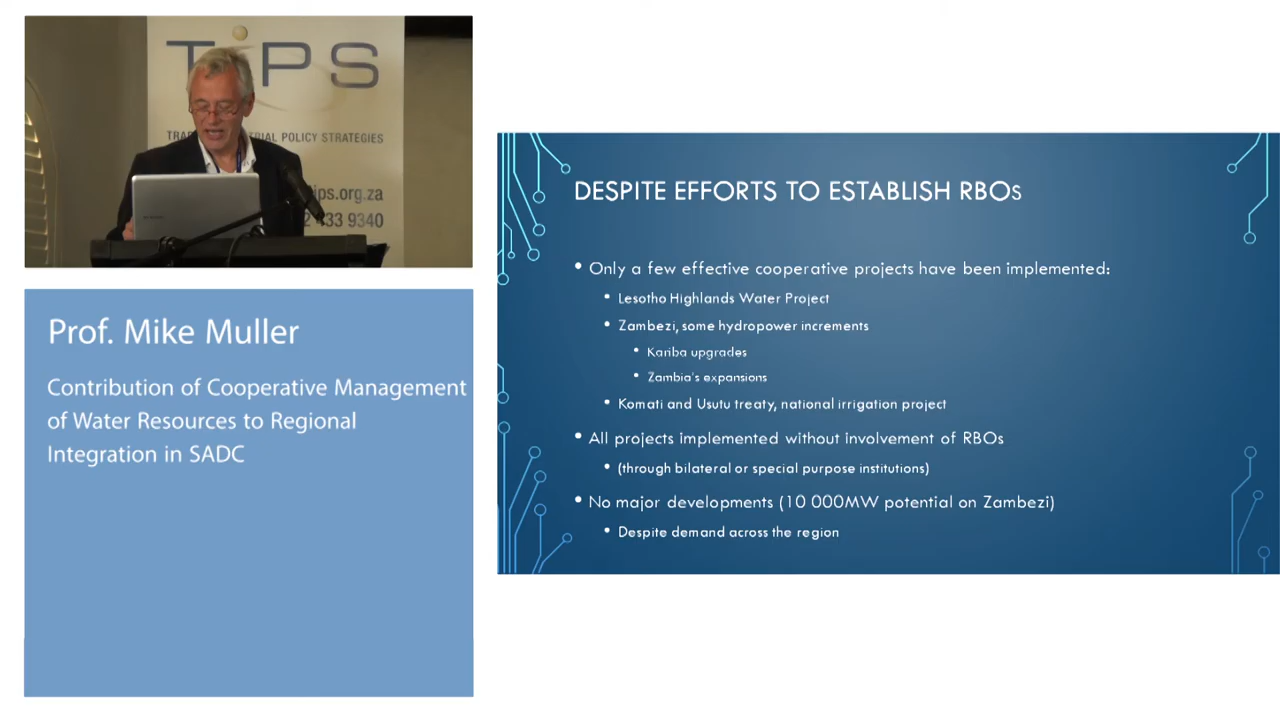 TIPS
INDUSTRIAL POLICY STRATEGIES
ips.org.za
433 9340
Prof. Mike Muller
Contribution of Cooperative Management
of Water Resources to Regional
Integration in SADC
DESPITE EFFORTS TO ESTABLISH RBOs
• Only a few effective cooperative projects have been implemented:
• Lesotho Highlands Water Project
• Zambezi, some hydropower increments
• Kariba upgrades
• Zambia's expansions
• Komati and Usutu treaty, national irrigation project
• All projects implemented without involvement of RBOs
• (through bilateral or special purpose institutions)
• No major developments (10 000MW potential on Zambezi)
• Despite demand across the region